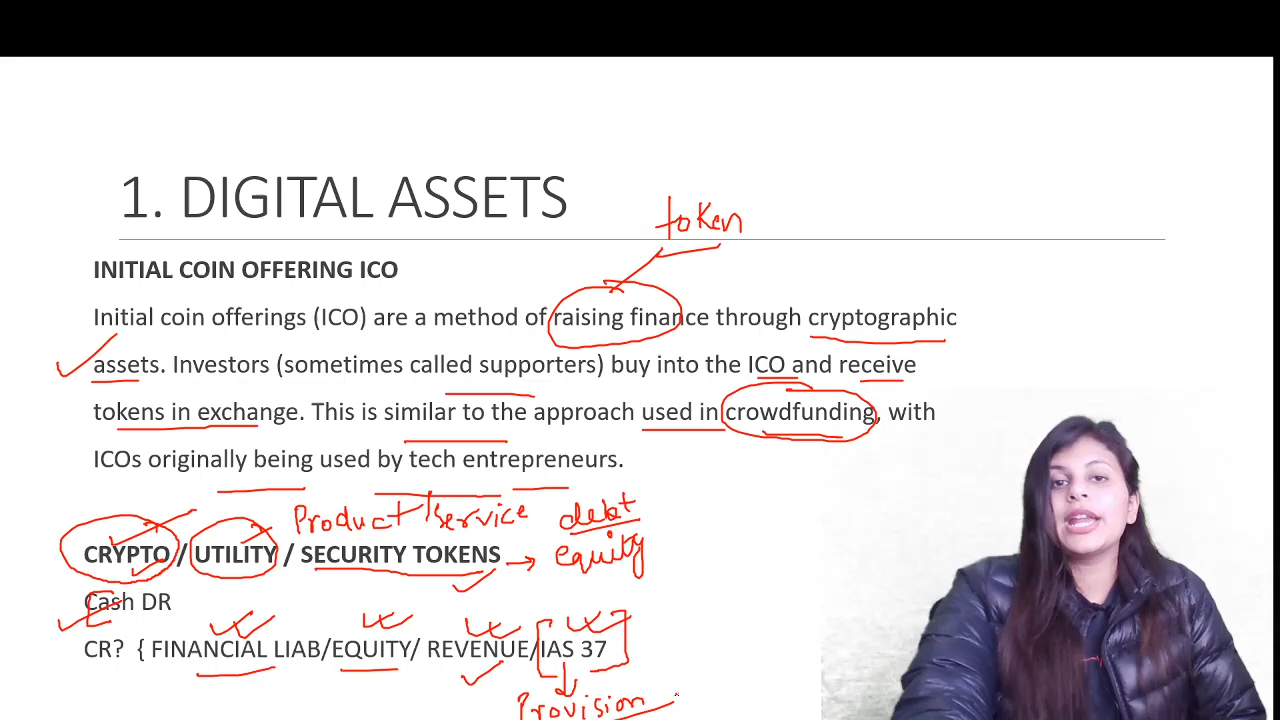 1. DIGITAL ASSETS
token
INITIAL COIN OFFERING ICO
Initial coin offerings (ICO) are a method of raising finance through cryptographic
assets. Investors (sometimes called supporters) buy into the ICO and receive
tokens in exchange. This is similar to the approach used in crowdfunding, with
ICOs originally being used by tech entrepreneurs.
Product/service debt
CRYPTO / UTILITY / SECURITY TOKENS → equity
Cash DR
CR? { FINANCIAL LIAB/EQUITY/ REVENUE/IAS 37
Provision